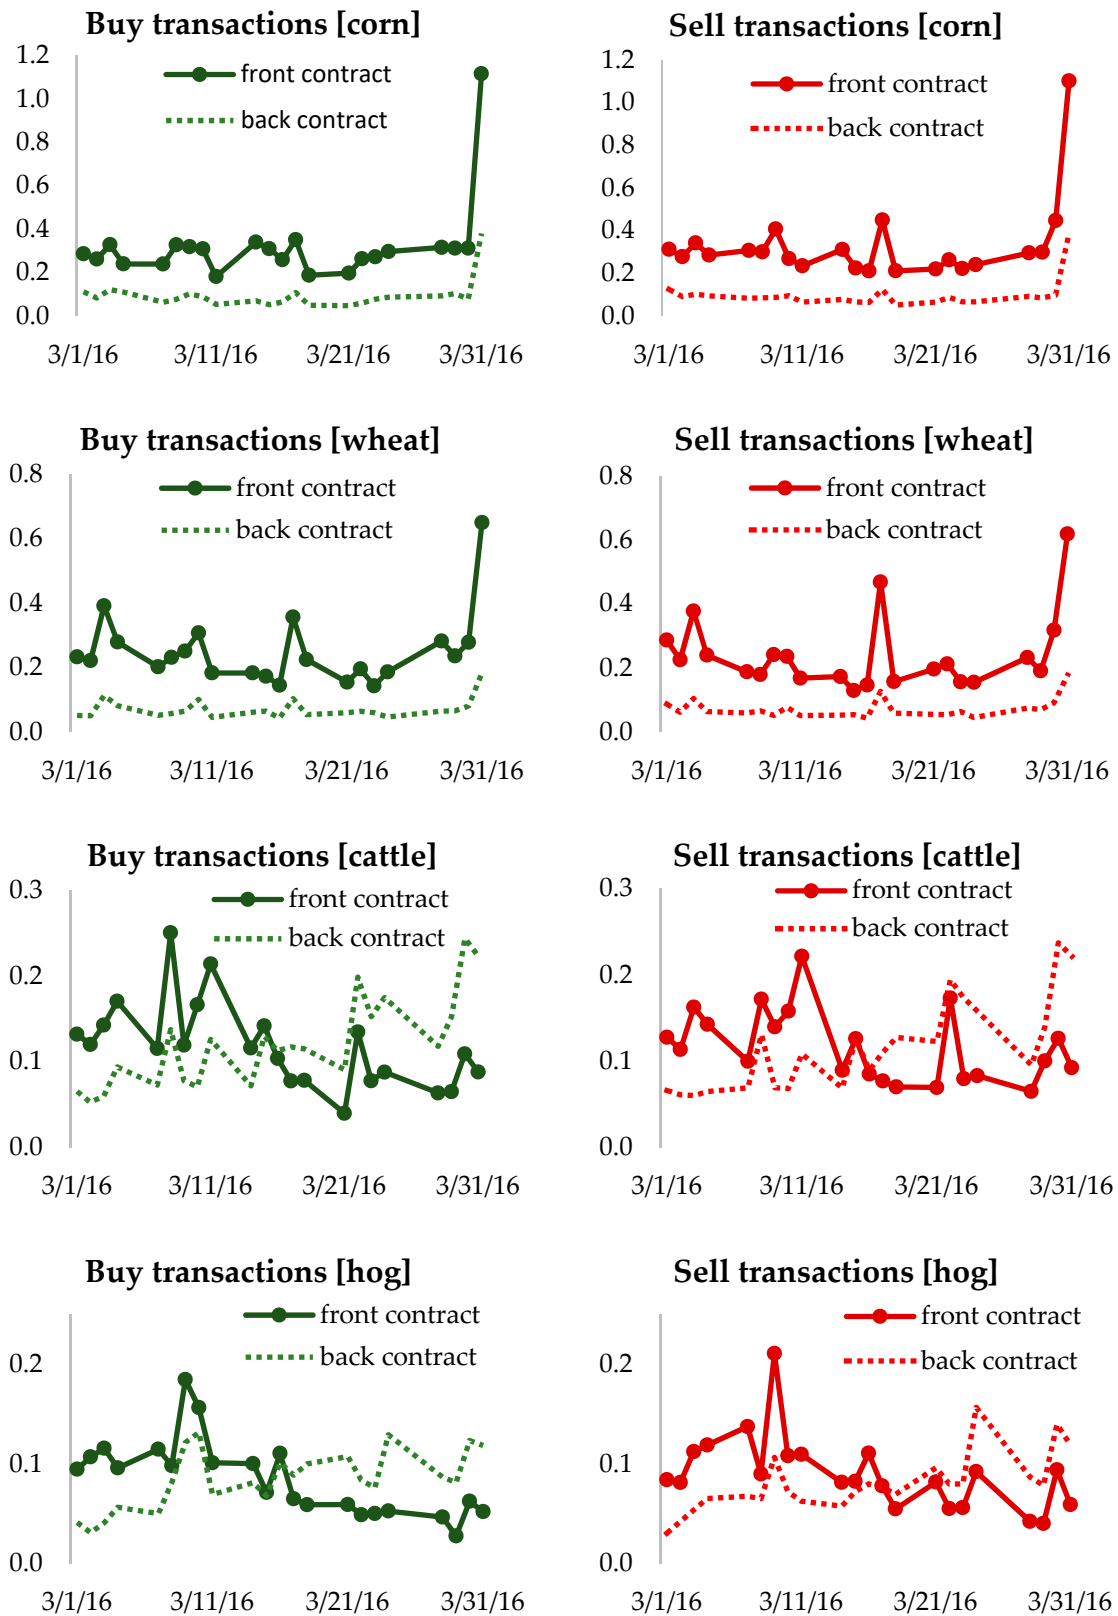 Buy transactions [corn]
1.2
1.0
0.8
0.6
0.4
0.2
0.0
front contract
back contract
3/1/16 3/11/16 3/21/16 3/31/16
Sell transactions [corn]
1.2
1.0
0.8
0.6
0.4
0.2
0.0
front contract
back contract
3/1/16 3/11/16 3/21/16 3/31/16
Buy transactions [wheat]
0.8
0.6
0.4
0.2
0.0
front contract
back contract
3/1/16 3/11/16 3/21/16 3/31/16
Sell transactions [wheat]
0.8
0.6
0.4
0.2
0.0
front contract
back contract
3/1/16 3/11/16 3/21/16 3/31/16
Buy transactions [cattle]
0.3
0.2
0.1
0.0
front contract
back contract
3/1/16 3/11/16 3/21/16 3/31/16
Sell transactions [cattle]
0.3
0.2
0.1
0.0
front contract
back contract
3/1/16 3/11/16 3/21/16 3/31/16
Buy transactions [hog]
0.2
0.1
0.0
front contract
back contract
3/1/16 3/11/16 3/21/16 3/31/16
Sell transactions [hog]
0.2
0.1
0.0
front contract
back contract
3/1/16 3/11/16 3/21/16 3/31/16